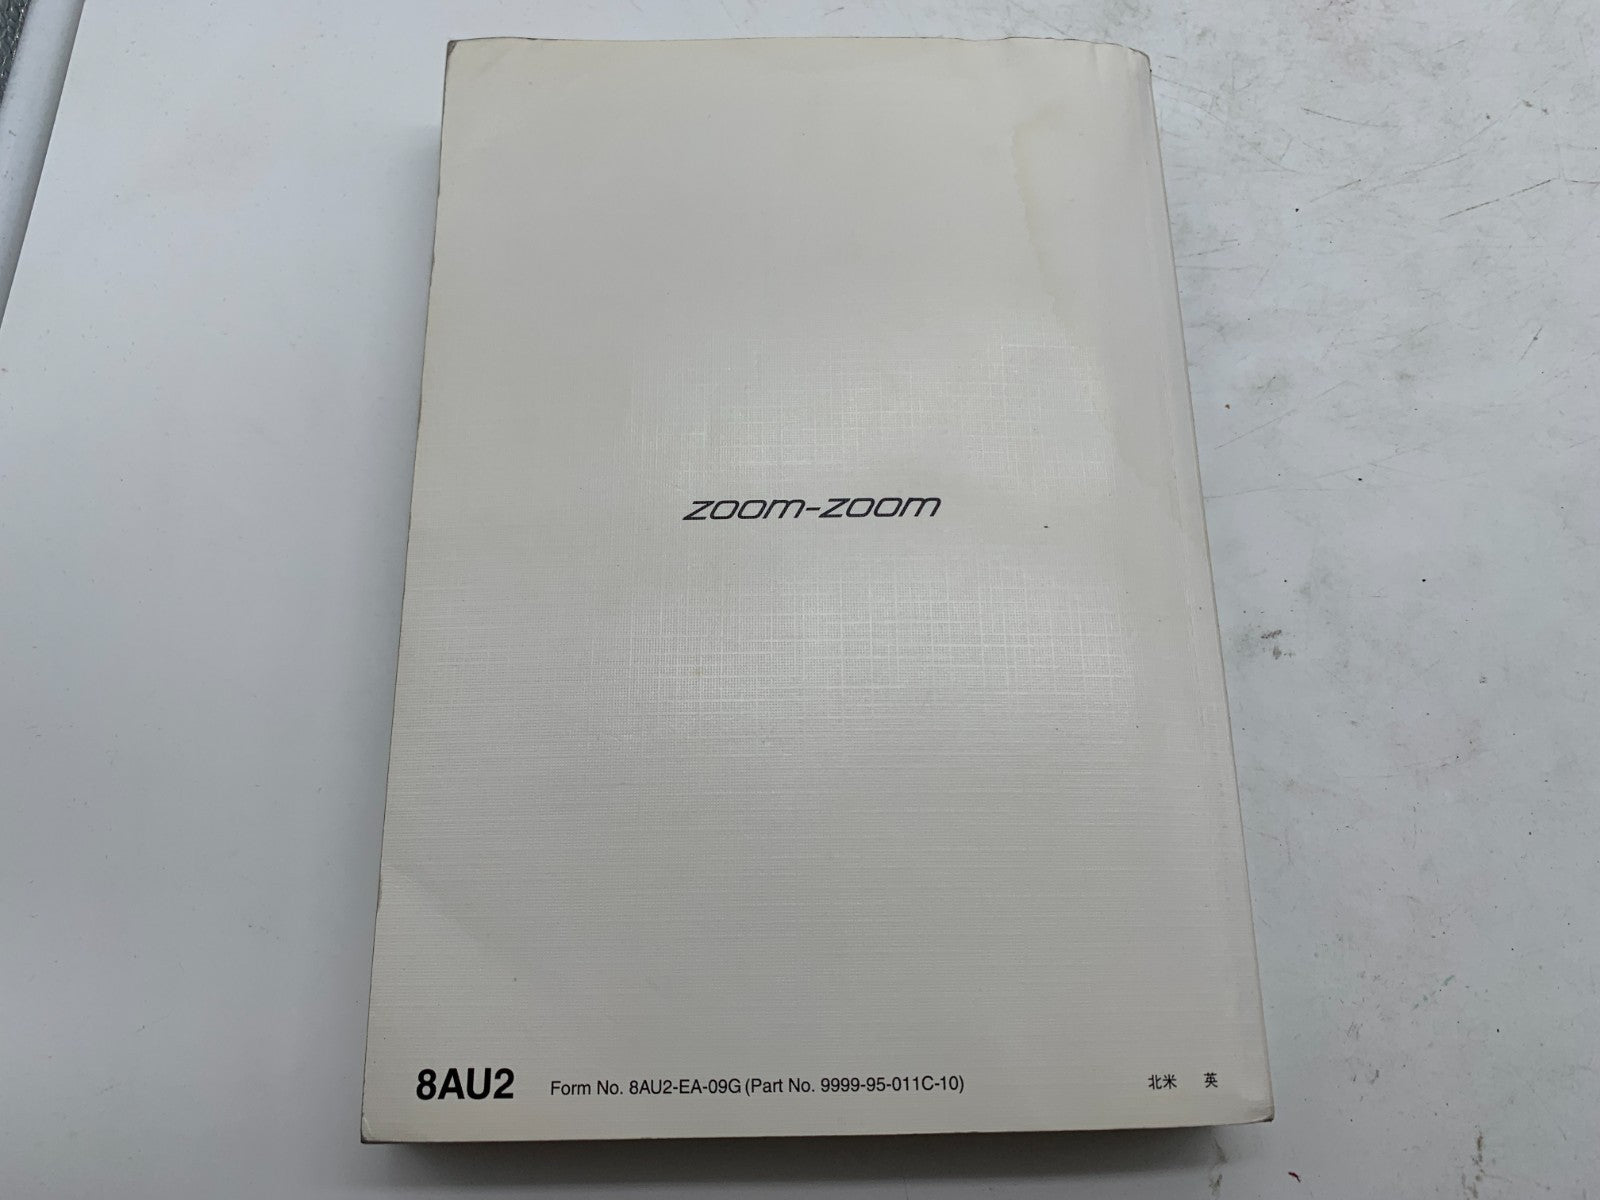 zoom-zoom
8AU2 Form No. 8AU2-EA-09G (Part No. 9999-95-011C-10) 北米 英